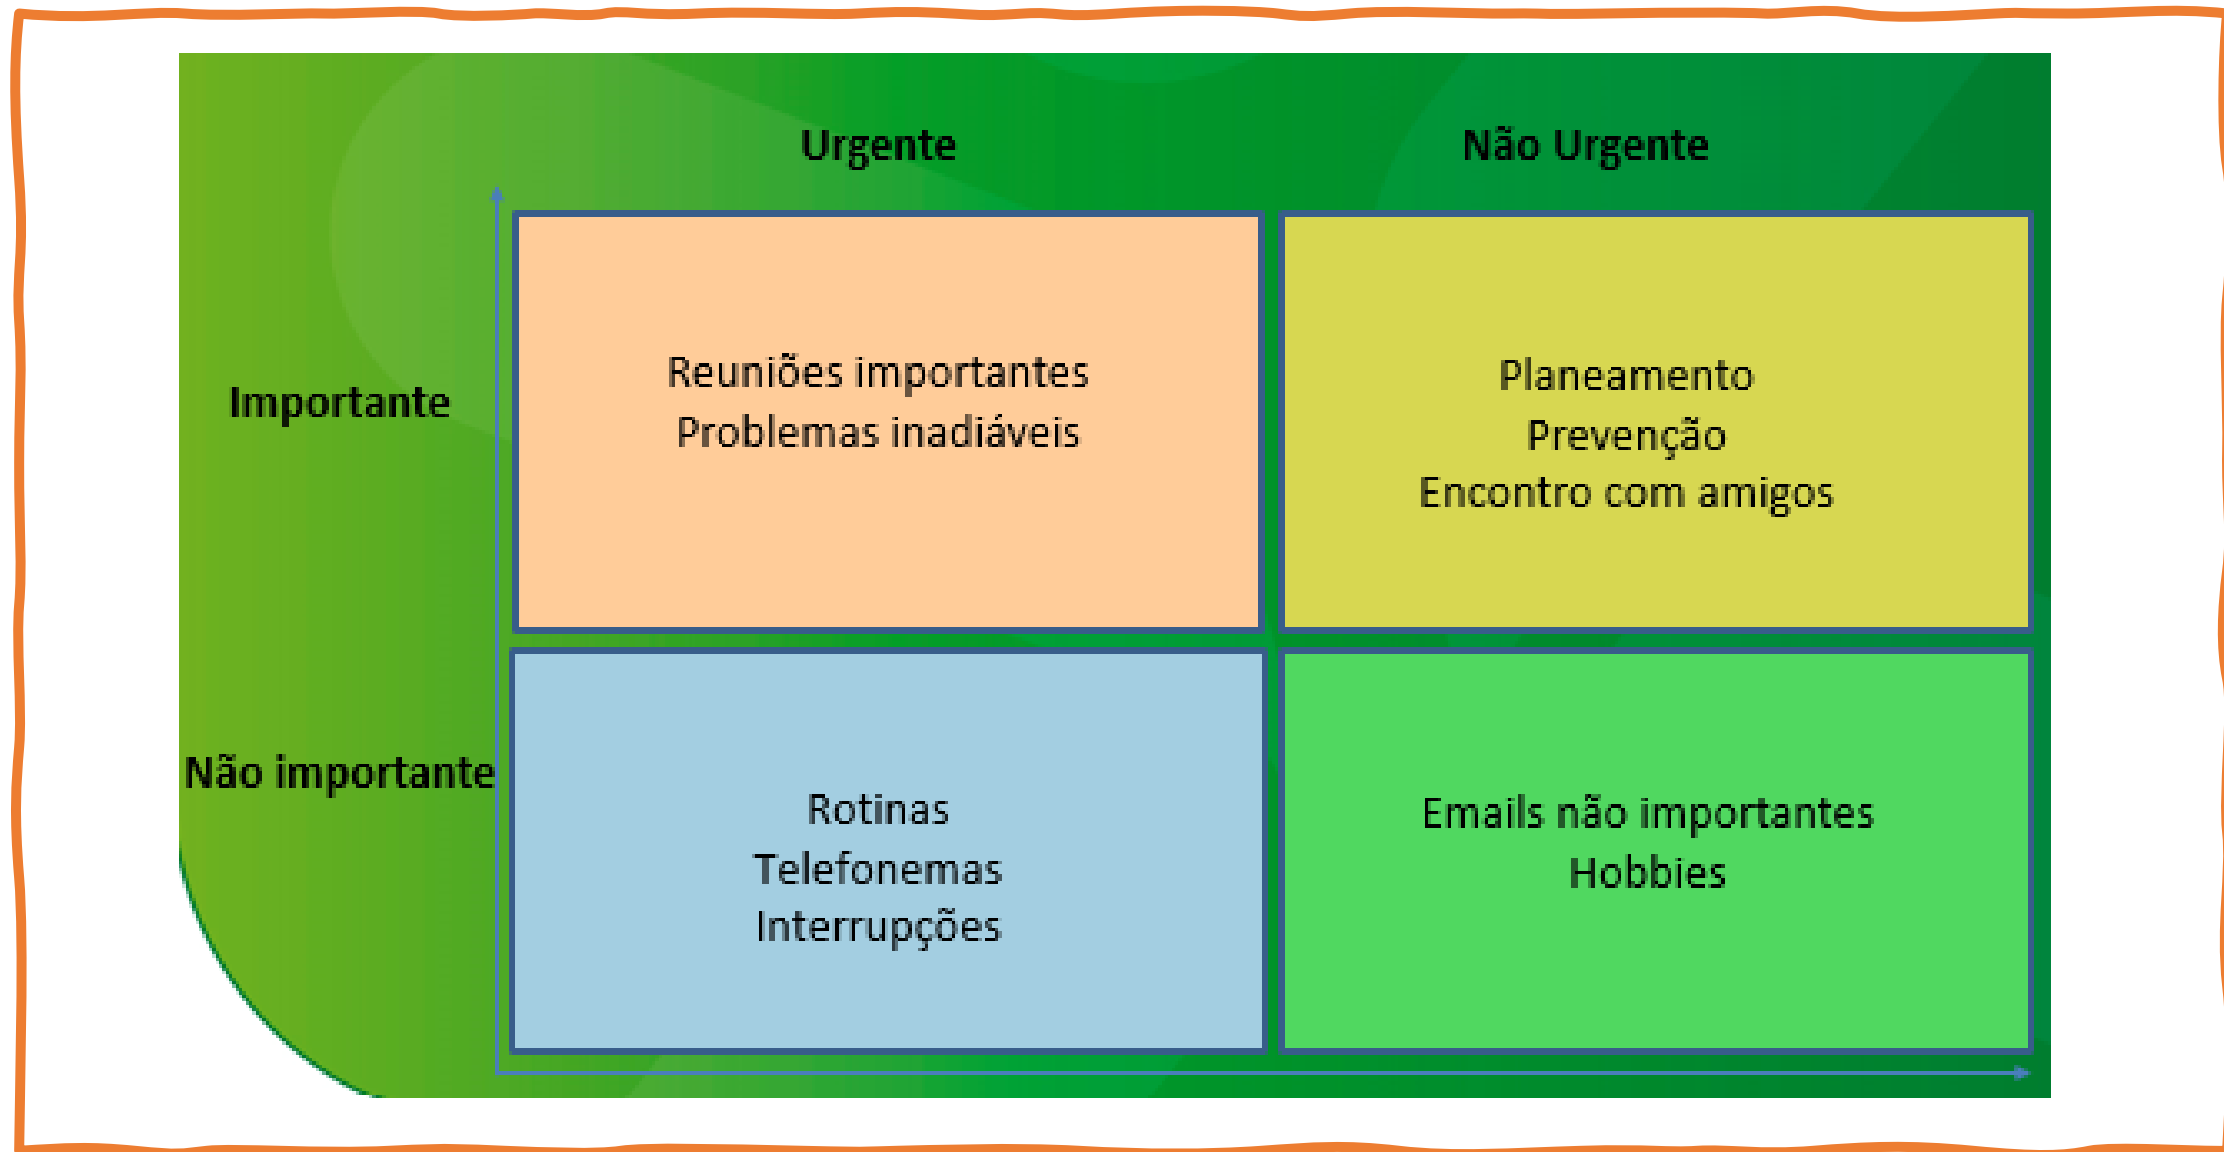 Urgente
Não Urgente
Importante
Reuniões importantes
Problemas inadiáveis
Planeamento
Prevenção
Encontro com amigos
Não importante
Rotinas
Telefonemas
Interrupções
Emails não importantes
Hobbies